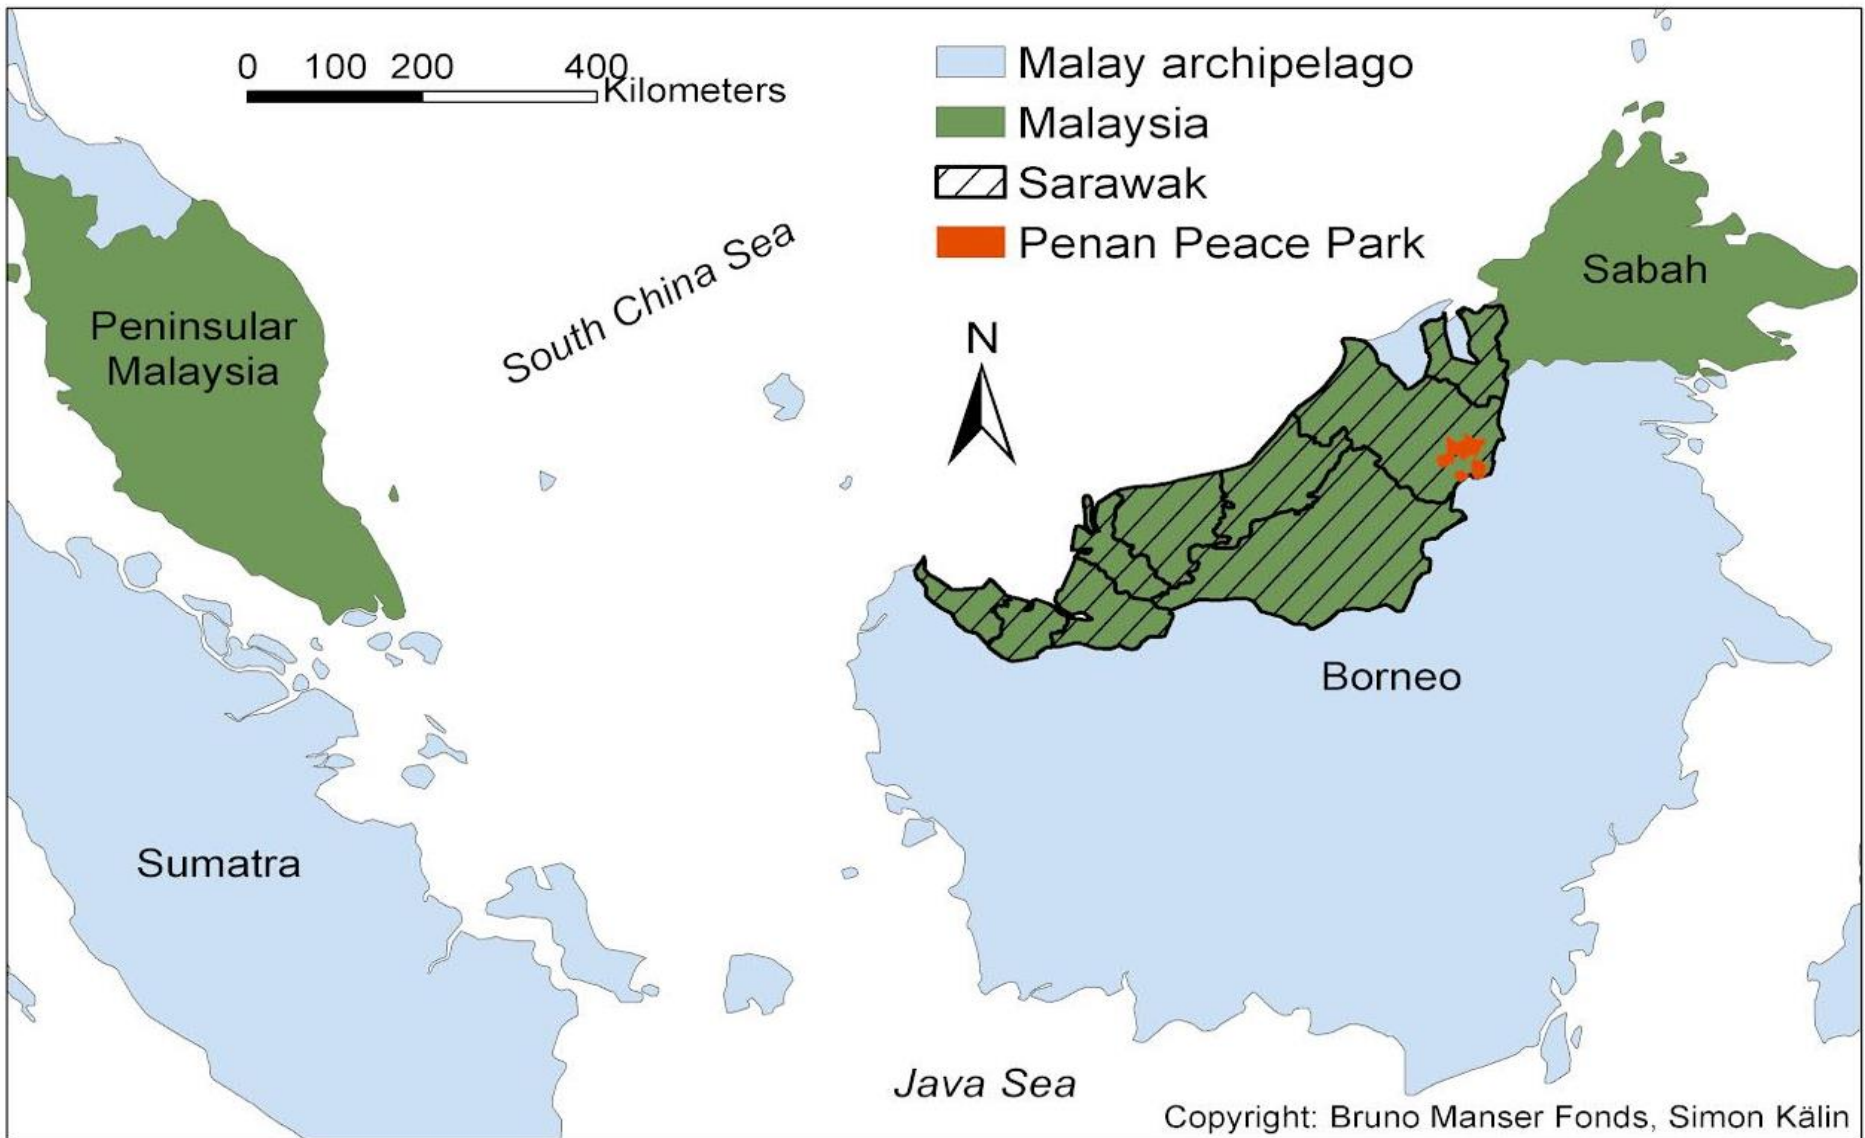 0 100 200 400
Kilometers
Malay archipelago
Malaysia
Sarawak
Penan Peace Park
South China Sea
Sabah
Peninsular
Malaysia
N
Borneo
Sumatra
Java Sea
Copyright: Bruno Manser Fonds, Simon Kälin